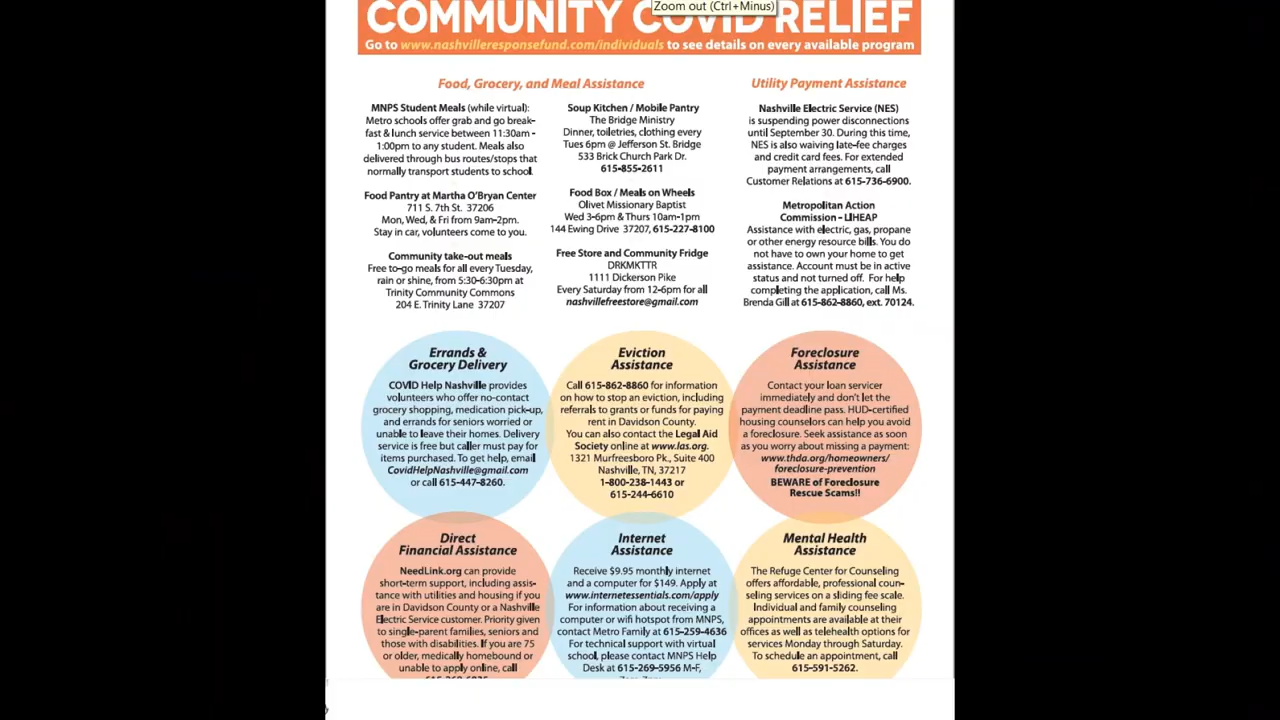 COMMUNITY COVID RELIEF
Zoom out (Ctrl+Minus)
Go to www.nashvilleresponsefund.com/individuals to see details on every available program
Food, Grocery, and Meal Assistance
MNPS Student Meals (while virtual):
Metro schools offer grab and go break-
fast & lunch service between 11:30am -
1:00pm to any student. Meals also
delivered through bus routes/stops that
normally transport students to school.
Food Pantry at Martha O'Bryan Center
711 S. 7th St. 37206
Mon, Wed, & Fri from 9am-2pm.
Stay in car, volunteers come to you.
Community take-out meals
Free to-go meals for all every Tuesday,
rain or shine, from 5:30-6:30pm at
Trinity Community Commons
204 E. Trinity Lane 37207
Soup Kitchen / Mobile Pantry
The Bridge Ministry
Dinner, toiletries, clothing every
Tues 6pm @ Jefferson St. Bridge
533 Brick Church Park Dr.
615-855-2611
Food Box / Meals on Wheels
Olivet Missionary Baptist
Wed 3-6pm & Thurs 10am-1pm
144 Ewing Drive 37207, 615-227-8100
Free Store and Community Fridge
DRKMKTTR
1111 Dickerson Pike
Every Saturday from 12-6pm for all
nashvillefreestore@gmail.com
Utility Payment Assistance
Nashville Electric Service (NES)
is suspending power disconnections
until September 30. During this time,
NES is also waiving late-fee charges
and credit card fees. For extended
payment arrangements, call
Customer Relations at 615-736-6900.
Metropolitan Action
Commission - LIHEAP
Assistance with electric, gas, propane
or other energy resource bills. You do
not have to own your home to get
assistance. Account must be in active
status and not turned off. For help
completing the application, call Ms.
Brenda Gill at 615-862-8860, ext. 70124.
Errands &
Grocery Delivery
COVID Help Nashville provides
volunteers who offer no-contact
grocery shopping, medication pick-up,
and errands for seniors worried or
unable to leave their homes. Delivery
service is free but caller must pay for
items purchased. To get help, email
CovidHelpNashville@gmail.com
or call 615-447-8260.
Eviction
Assistance
Call 615-862-8860 for information
on how to stop an eviction, including
referrals to grants or funds for paying
rent in Davidson County.
You can also contact the Legal Aid
Society online at www.las.org.
1321 Murfreesboro Pk., Suite 400
Nashville, TN, 37217
1-800-238-1443 or
615-244-6610
Foreclosure
Assistance
Contact your loan servicer
immediately and don't let the
payment deadline pass. HUD-certified
housing counselors can help you avoid
a foreclosure. Seek assistance as soon
as you worry about missing a payment:
www.thda.org/homeowners/
foreclosure-prevention
BEWARE of Foreclosure
Rescue Scams!!
Direct
Financial Assistance
NeedLink.org can provide
short-term support, including assis-
tance with utilities and housing if you
are in Davidson County or a Nashville
Electric Service customer. Priority given
to single-parent families, seniors and
those with disabilities. If you are 75
or older, medically homebound or
unable to apply online, call
Internet
Assistance
Receive $9.95 monthly internet
and a computer for $149. Apply at
www.internetessentials.com/apply
For information about receiving a
computer or wifi hotspot from MNPS,
contact Metro Family at 615-259-4636
For technical support with virtual
school, please contact MNPS Help
Desk at 615-269-5956 M-F,
Mental Health
Assistance
The Refuge Center for Counseling
offers affordable, professional coun-
seling services on a sliding fee scale.
Individual and family counseling
appointments are available at their
offices as well as telehealth options for
services Monday through Saturday.
To schedule an appointment, call
615-591-5262.